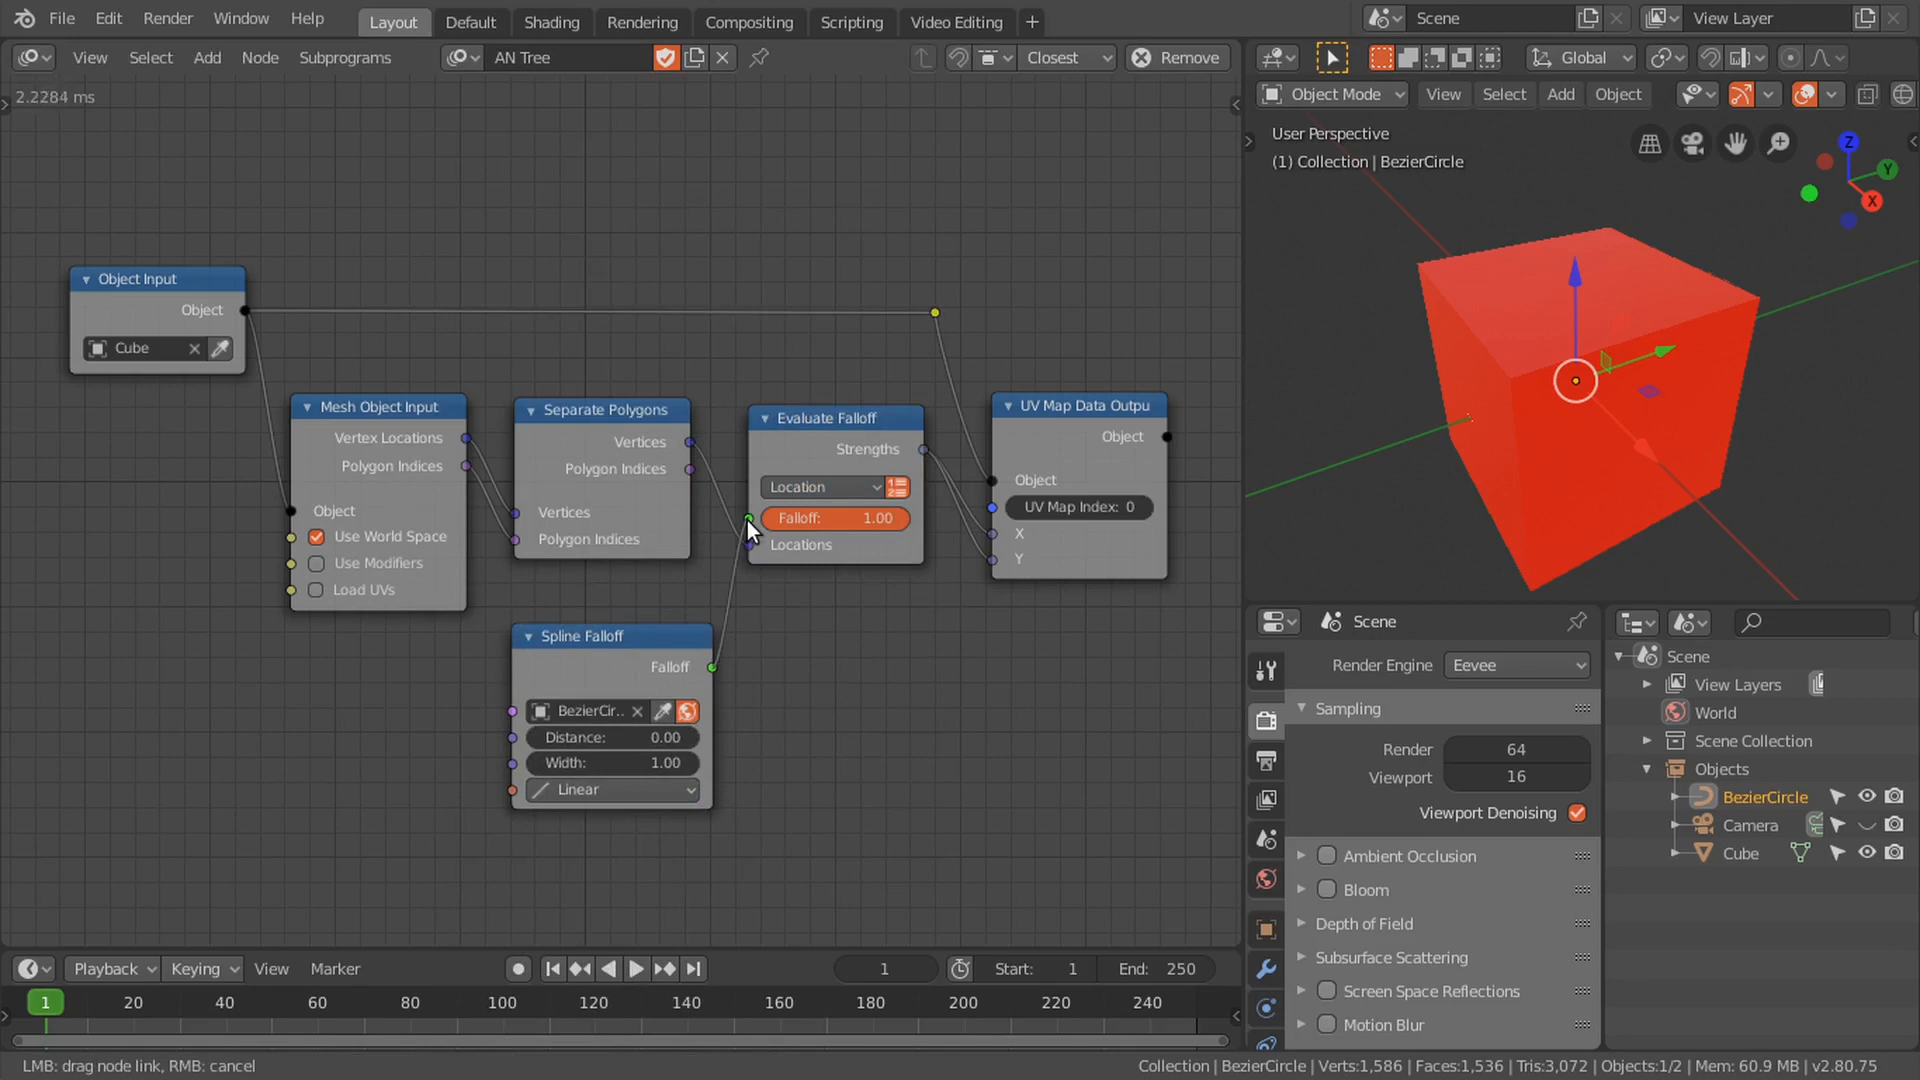 File Edit Render Window Help Layout Default Shading Rendering Compositing Scripting Video Editing + Scene View Layer
View Select Add Node Subprograms AN Tree Closest Remove Global
2.2284 ms
Object Mode View Select Add Object
User Perspective
(1) Collection | BezierCircle
Z
Y
X
Object Input
Object
Cube
Mesh Object Input
Vertex Locations
Polygon Indices
Object
Use World Space
Use Modifiers
Load UVs
Separate Polygons
Vertices
Polygon Indices
Vertices
Polygon Indices
Evaluate Falloff
Strengths
Location
Falloff: 1.00
Locations
UV Map Data Outpu
Object
Object
UV Map Index: 0
X
Y
Spline Falloff
Falloff
BezierCir..
Distance: 0.00
Width: 1.00
Linear
Scene
Render Engine Eevee
Sampling
Render 64
Viewport 16
Viewport Denoising
Ambient Occlusion
Bloom
Depth of Field
Subsurface Scattering
Screen Space Reflections
Motion Blur
Scene
View Layers
World
Scene Collection
Objects
BezierCircle
Camera
Cube
Playback Keying View Marker 1 Start: 1 End: 250
1 20 40 60 80 100 120 140 160 180 200 220 240
LMB: drag node link, RMB: cancel
Collection | BezierCircle | Verts:1,586 | Faces:1,536 | Tris:3,072 | Objects:1/2 | Mem: 60.9 MB | v2.80.75